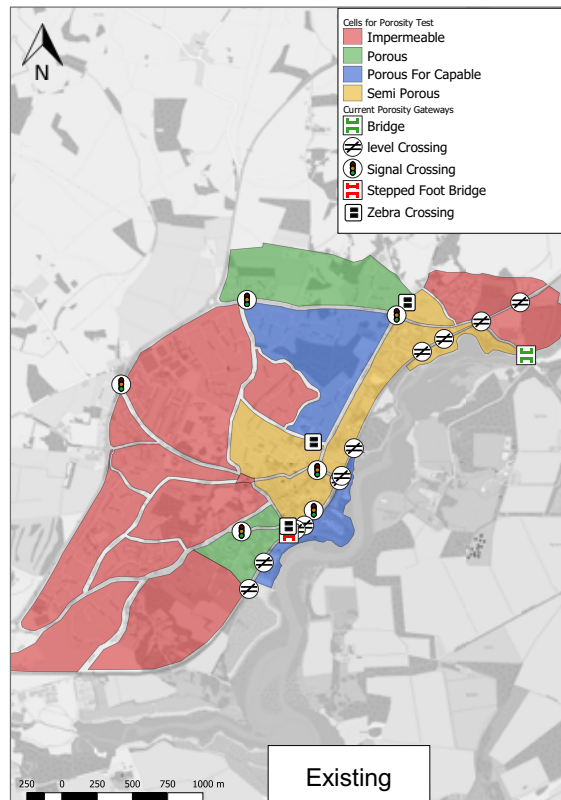 Cells for Porosity Test
Impermeable
Porous
Porous For Capable
Semi Porous
Current Porosity Gateways
Bridge
level Crossing
Signal Crossing
Stepped Foot Bridge
Zebra Crossing
N
250 0 250 500 750 1000 m
Existing